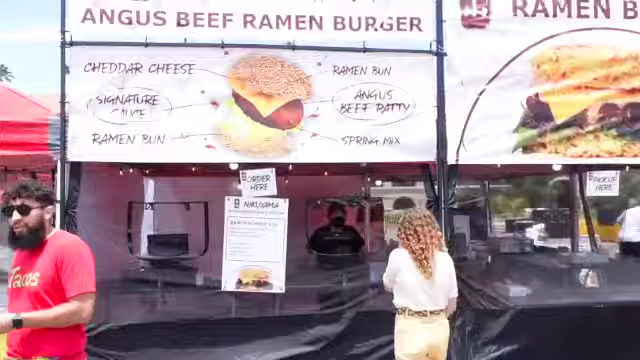 ANGUS BEEF RAMEN BURGER
RAMEN B
CHEDDAR CHEESE
RAMEN BUN
SIGNATURE
SAUCE
ANGUS
BEEF PATTY
RAMEN BUN
SPRING MIX
ORDER
HERE
PICKUP
HERE
Tacos